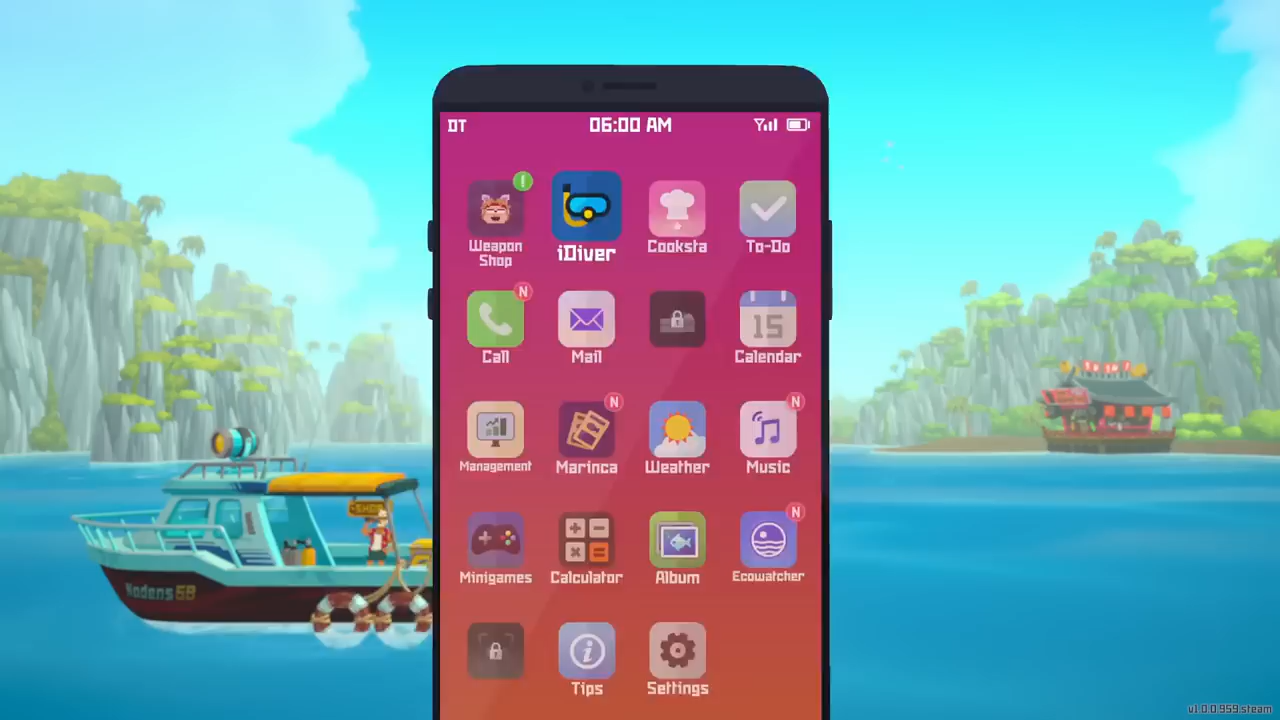 DT 06:00 AM
!
Weapon Shop
iDiver
Cooksta
To-Do
N
Call
Mail
15
Calendar
Management
N
Marinca
Weather
N
Music
Minigames
Calculator
Album
N
Ecowatcher
i
Tips
Settings
Nodens68
v1.0.0.959.steam